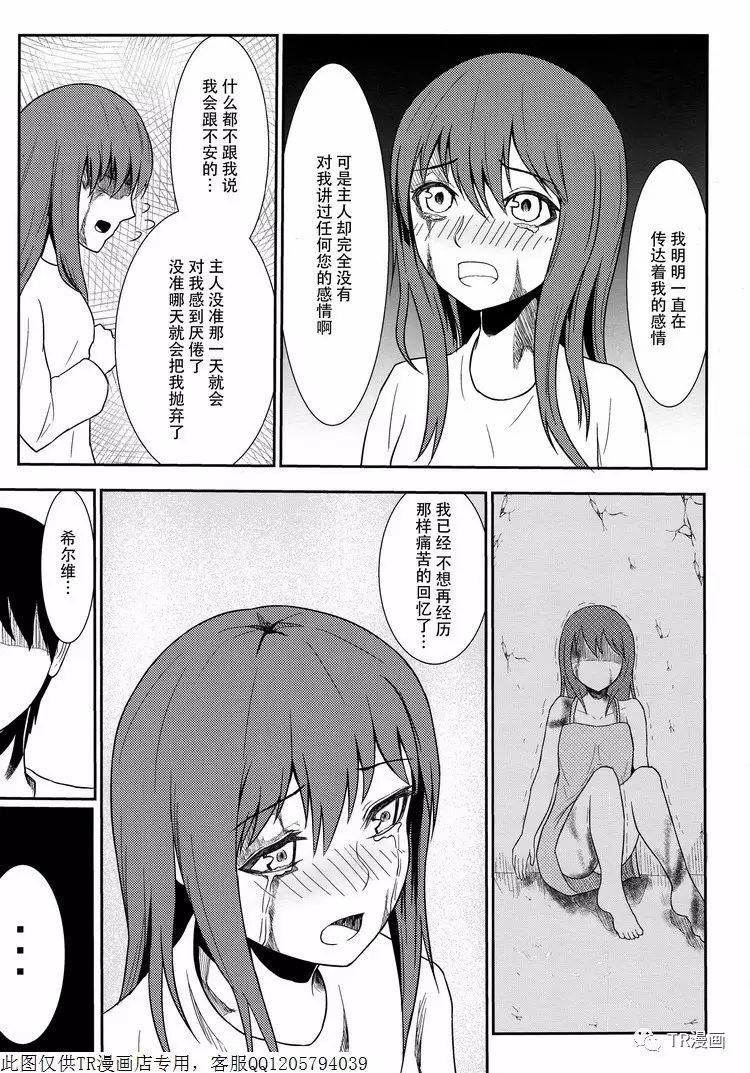 我明明一直在
传达着我的感情
可是主人却完全没有
对我讲过任何您的感情啊
什么都不跟我说
我会跟不安的…
主人没准那一天就会
对我感到厌倦了
没准哪天就会把我抛弃了
我已经不想再经历
那样痛苦的回忆了…
希尔维…
…
TR漫画
此图仅供TR漫画店专用，客服QQ1205794039